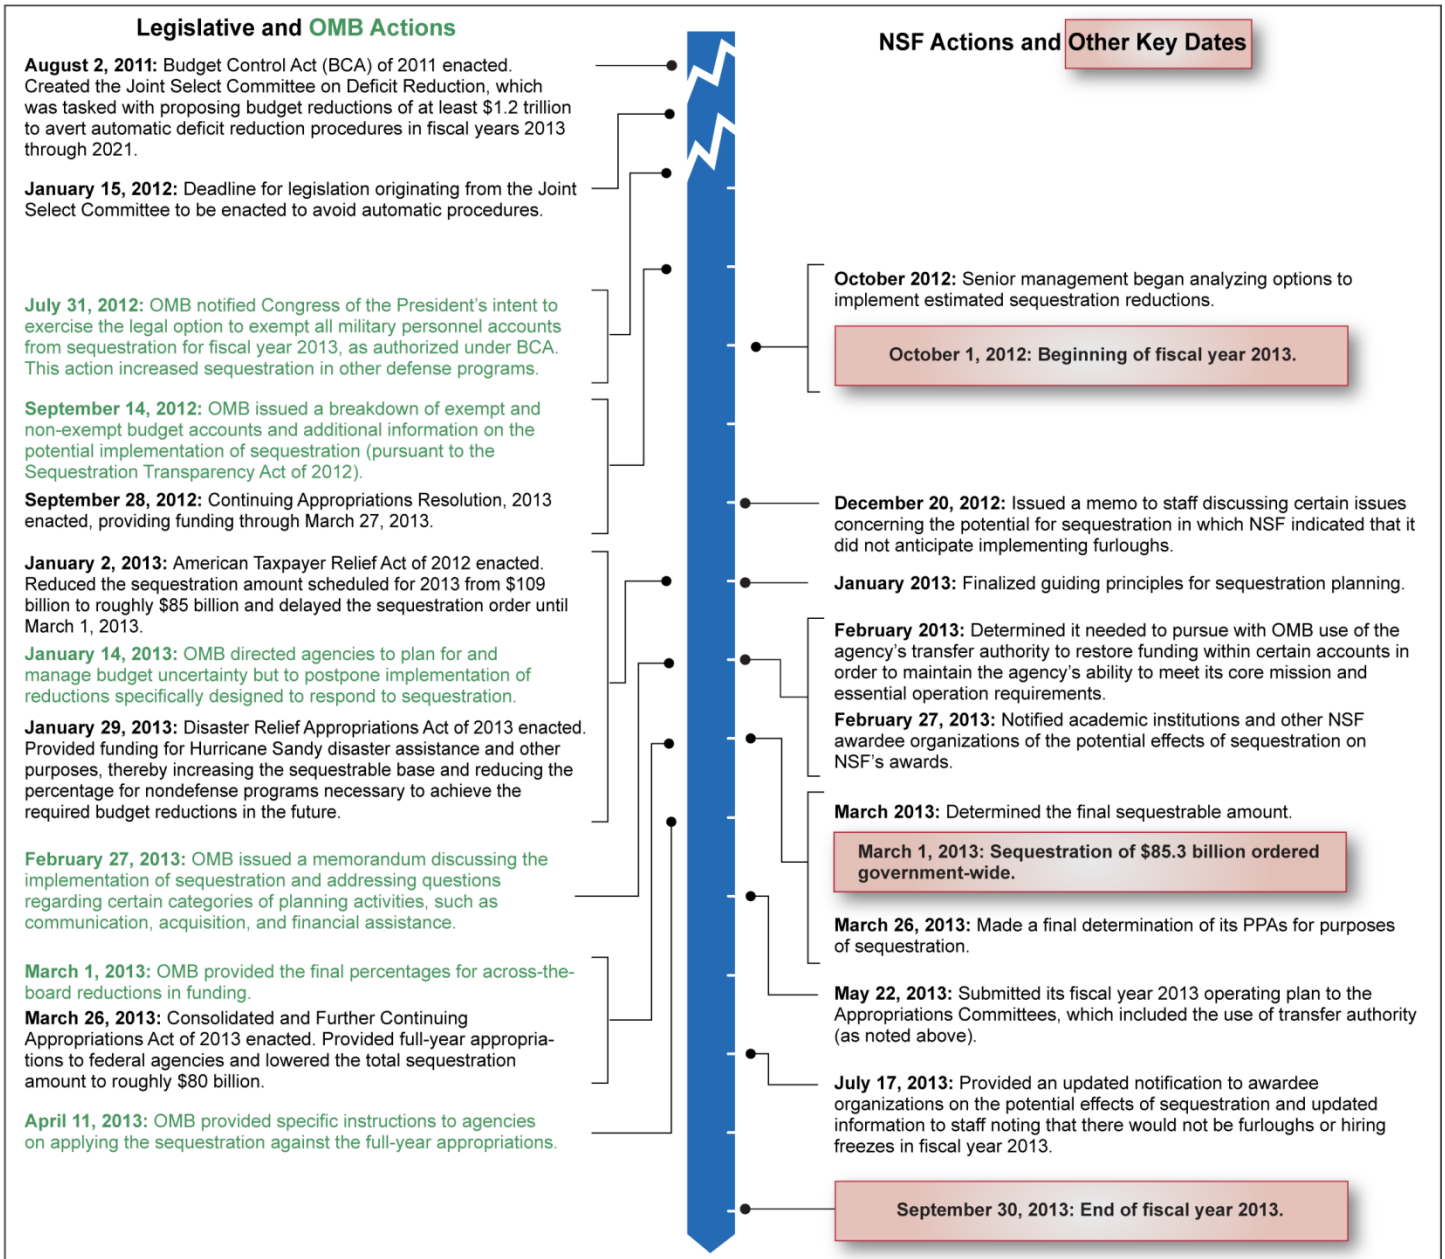 Legislative and OMB Actions
August 2, 2011: Budget Control Act (BCA) of 2011 enacted.
Created the Joint Select Committee on Deficit Reduction, which
was tasked with proposing budget reductions of at least $1.2 trillion
to avert automatic deficit reduction procedures in fiscal years 2013
through 2021.
January 15, 2012: Deadline for legislation originating from the Joint
Select Committee to be enacted to avoid automatic procedures.
July 31, 2012: OMB notified Congress of the President's intent to
exercise the legal option to exempt all military personnel accounts
from sequestration for fiscal year 2013, as authorized under BCA.
This action increased sequestration in other defense programs.
September 14, 2012: OMB issued a breakdown of exempt and
non-exempt budget accounts and additional information on the
potential implementation of sequestration (pursuant to the
Sequestration Transparency Act of 2012).
September 28, 2012: Continuing Appropriations Resolution, 2013
enacted, providing funding through March 27, 2013.
January 2, 2013: American Taxpayer Relief Act of 2012 enacted.
Reduced the sequestration amount scheduled for 2013 from $109
billion to roughly $85 billion and delayed the sequestration order until
March 1, 2013.
January 14, 2013: OMB directed agencies to plan for and
manage budget uncertainty but to postpone implementation of
reductions specifically designed to respond to sequestration.
January 29, 2013: Disaster Relief Appropriations Act of 2013 enacted.
Provided funding for Hurricane Sandy disaster assistance and other
purposes, thereby increasing the sequestrable base and reducing the
percentage for nondefense programs necessary to achieve the
required budget reductions in the future.
February 27, 2013: OMB issued a memorandum discussing the
implementation of sequestration and addressing questions
regarding certain categories of planning activities, such as
communication, acquisition, and financial assistance.
March 1, 2013: OMB provided the final percentages for across-the-
board reductions in funding.
March 26, 2013: Consolidated and Further Continuing
Appropriations Act of 2013 enacted. Provided full-year appropria-
tions to federal agencies and lowered the total sequestration
amount to roughly $80 billion.
April 11, 2013: OMB provided specific instructions to agencies
on applying the sequestration against the full-year appropriations.
NSF Actions and Other Key Dates
October 2012: Senior management began analyzing options to
implement estimated sequestration reductions.
October 1, 2012: Beginning of fiscal year 2013.
December 20, 2012: Issued a memo to staff discussing certain issues
concerning the potential for sequestration in which NSF indicated that it
did not anticipate implementing furloughs.
January 2013: Finalized guiding principles for sequestration planning.
February 2013: Determined it needed to pursue with OMB use of the
agency's transfer authority to restore funding within certain accounts in
order to maintain the agency's ability to meet its core mission and
essential operation requirements.
February 27, 2013: Notified academic institutions and other NSF
awardee organizations of the potential effects of sequestration on
NSF's awards.
March 2013: Determined the final sequestrable amount.
March 1, 2013: Sequestration of $85.3 billion ordered
government-wide.
March 26, 2013: Made a final determination of its PPAs for purposes
of sequestration.
May 22, 2013: Submitted its fiscal year 2013 operating plan to the
Appropriations Committees, which included the use of transfer authority
(as noted above).
July 17, 2013: Provided an updated notification to awardee
organizations on the potential effects of sequestration and updated
information to staff noting that there would not be furloughs or hiring
freezes in fiscal year 2013.
September 30, 2013: End of fiscal year 2013.